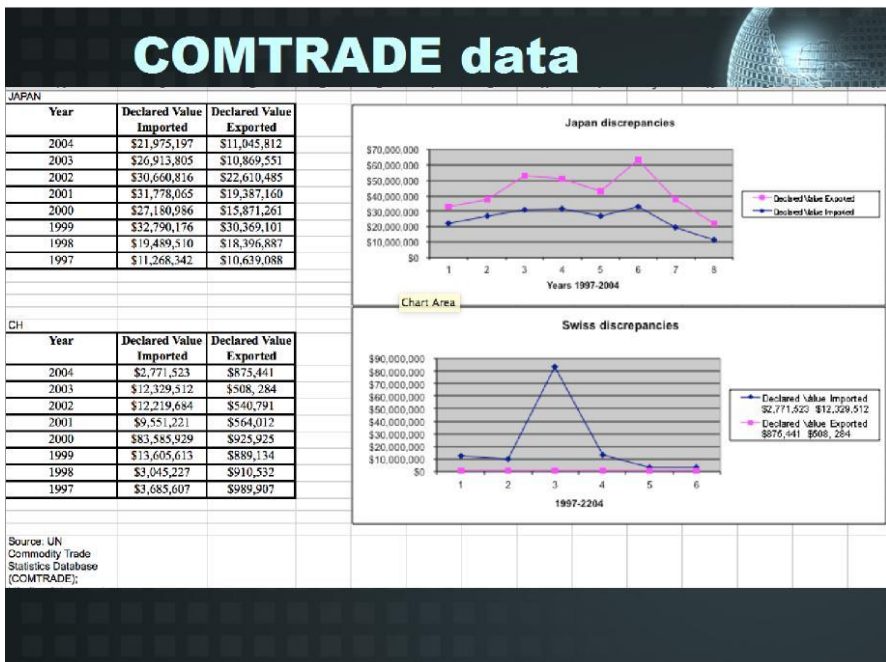 COMTRADE data
JAPAN
Year Declared Value Imported Declared Value Exported
2004 $21,975,197 $11,045,812
2003 $26,913,805 $10,869,551
2002 $30,660,816 $22,610,485
2001 $31,778,065 $19,387,160
2000 $27,180,986 $15,871,261
1999 $32,790,176 $30,369,101
1998 $19,489,510 $18,396,887
1997 $11,268,342 $10,639,088
Japan discrepancies
$70,000,000
$60,000,000
$50,000,000
$40,000,000
$30,000,000
$20,000,000
$10,000,000
$0
1 2 3 4 5 6 7 8
Years 1997-2004
Declared Value Exported
Declared Value Imported
Chart Area
CH
Year Declared Value Imported Declared Value Exported
2004 $2,771,523 $875,441
2003 $12,329,512 $508, 284
2002 $12,219,684 $540,791
2001 $9,551,221 $564,012
2000 $83,585,929 $925,925
1999 $13,605,613 $889,134
1998 $3,045,227 $910,532
1997 $3,685,607 $989,907
Swiss discrepancies
$90,000,000
$80,000,000
$70,000,000
$60,000,000
$50,000,000
$40,000,000
$30,000,000
$20,000,000
$10,000,000
$0
1 2 3 4 5 6
1997-2204
Declared Value Imported
$2,771,523 $12,329,512
Declared Value Exported
$875,441 $508, 284
Source: UN
Commodity Trade
Statistics Database
(COMTRADE);